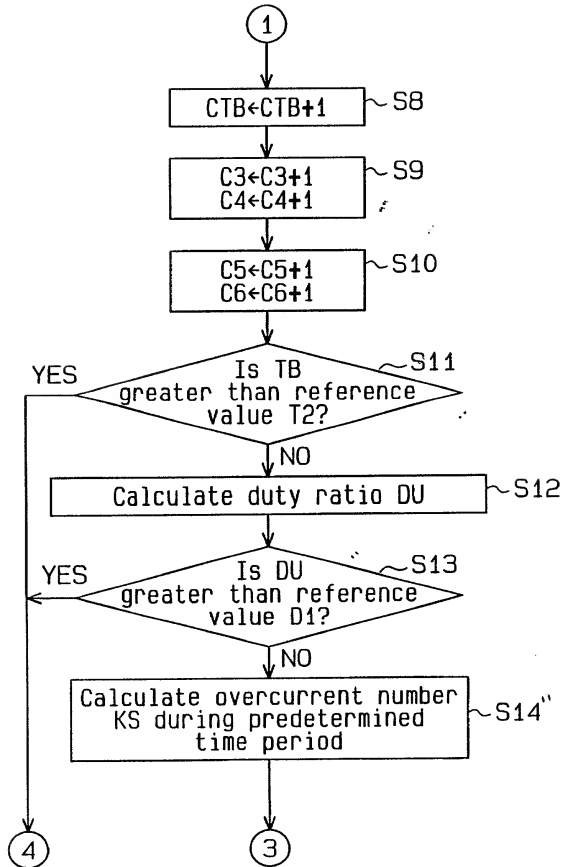 1
CTB←CTB+1
S8
C3←C3+1
C4←C4+1
S9
C5←C5+1
C6←C6+1
S10
Is TB
greater than reference
value T2?
S11
YES
NO
Calculate duty ratio DU
S12
Is DU
greater than reference
value D1?
S13
YES
NO
Calculate overcurrent number
KS during predetermined
time period
S14
4
3